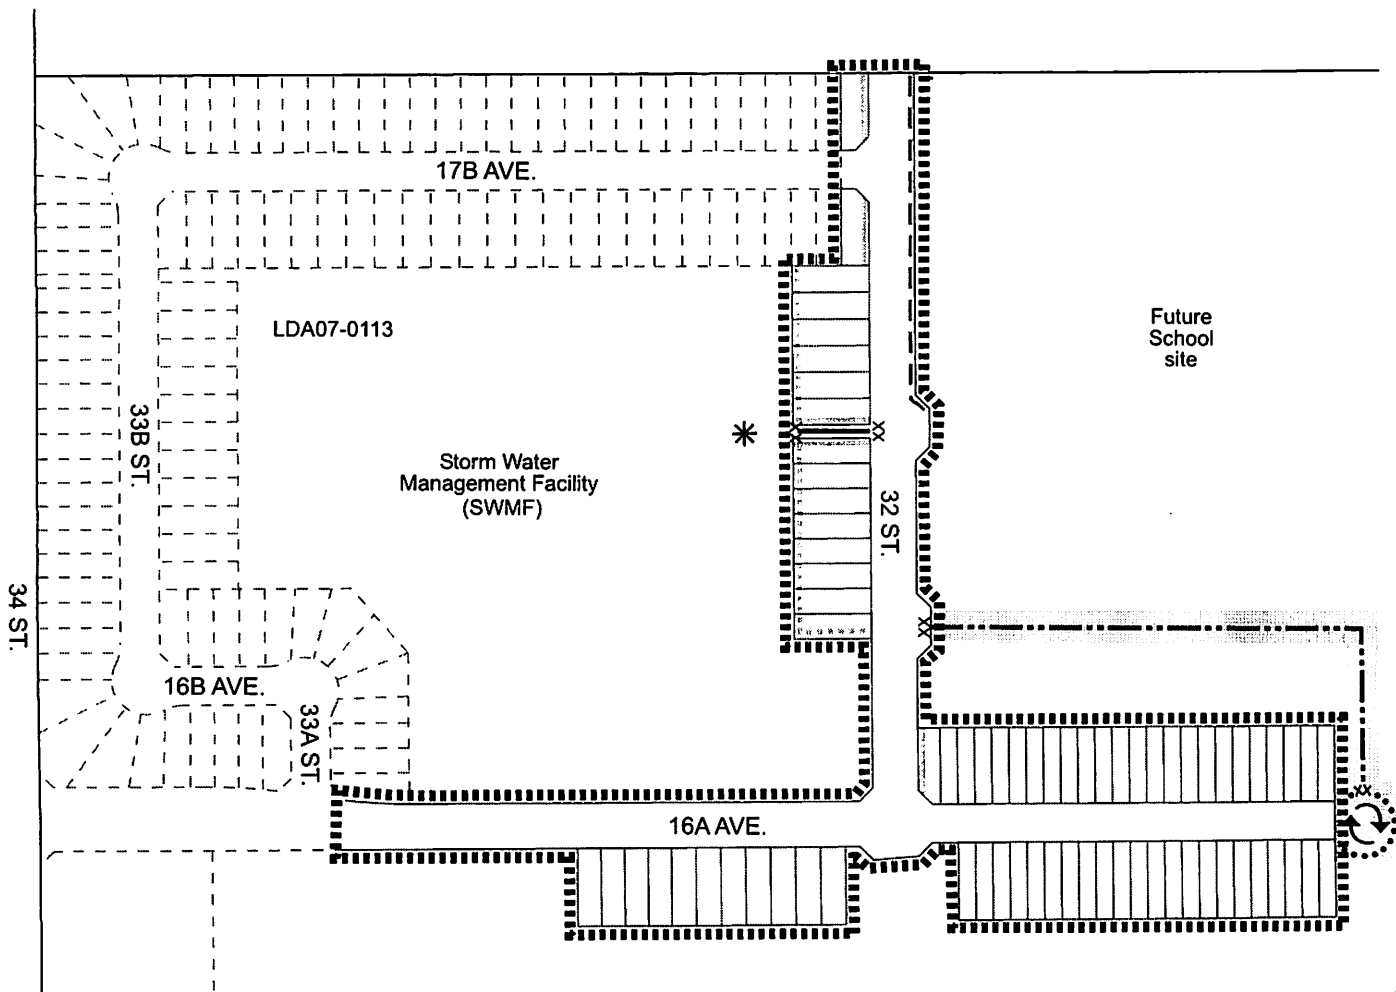 17B AVE.
LDA07-0113
Future
School
site
33B ST.
Storm Water
Management Facility
(SWMF)
32 ST.
34 ST.
16B AVE.
33A ST.
16A AVE.